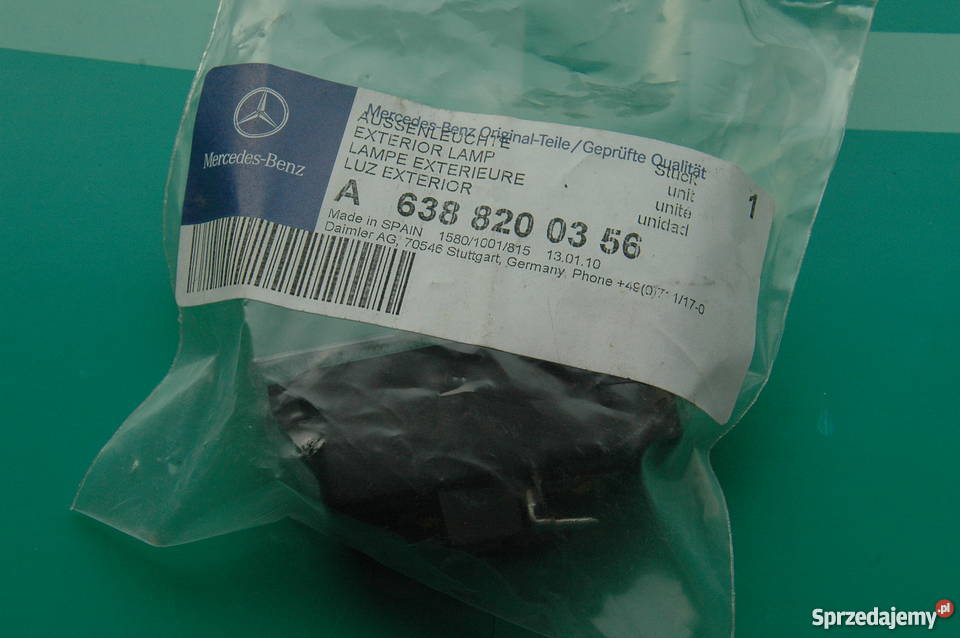 Mercedes-Benz
Mercedes-Benz Original-Teile/Geprüfte Qualität
AUSSENLEUCHTE
EXTERIOR LAMP
LAMPE EXTERIEURE
LUZ EXTERIOR
Stück
unit
unite
unidad
1
A 638 820 03 56
Made in SPAIN 1580/1001/815 13.01.10
Daimler AG, 70546 Stuttgart, Germany, Phone
Sprzedajemy.pl